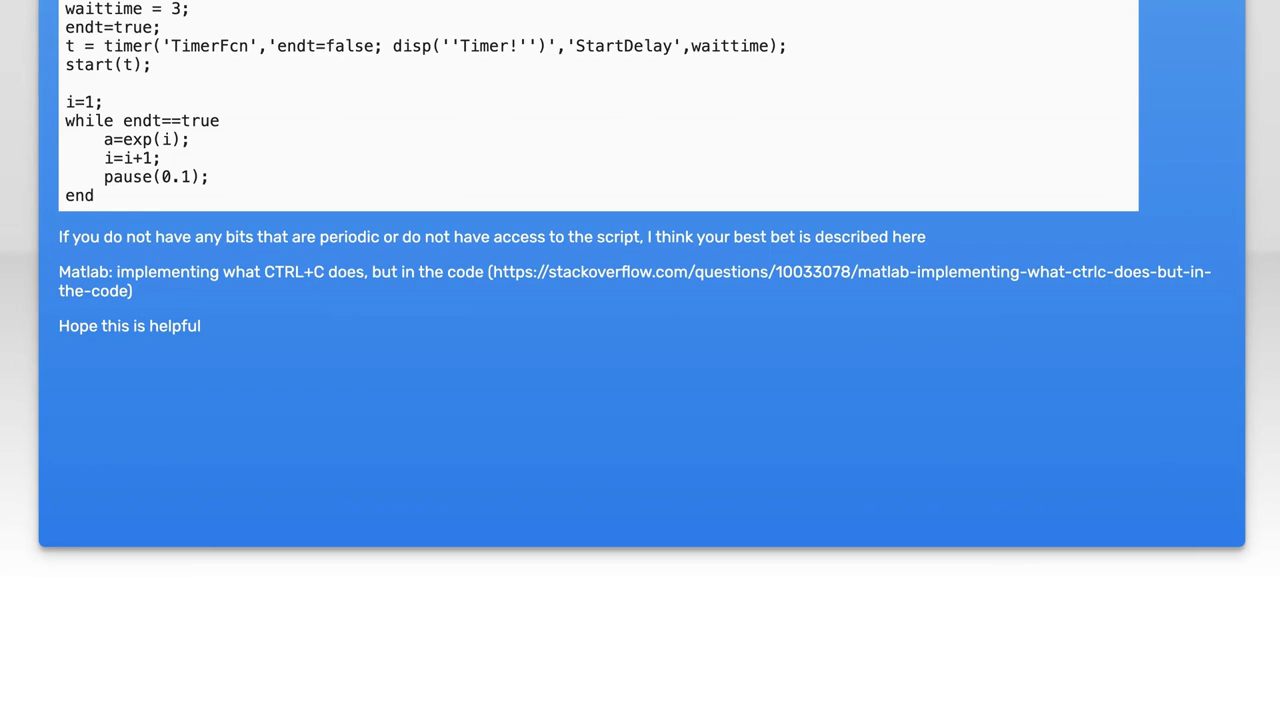 waittime = 3;
endt=true;
t = timer('TimerFcn','endt=false; disp(''Timer!'')','StartDelay',waittime);
start(t);
i=1;
while endt==true
    a=exp(i);
    i=i+1;
    pause(0.1);
end
If you do not have any bits that are periodic or do not have access to the script, I think your best bet is described here
Matlab: implementing what CTRL+C does, but in the code (https://stackoverflow.com/questions/10033078/matlab-implementing-what-ctrlc-does-but-in-
the-code)
Hope this is helpful